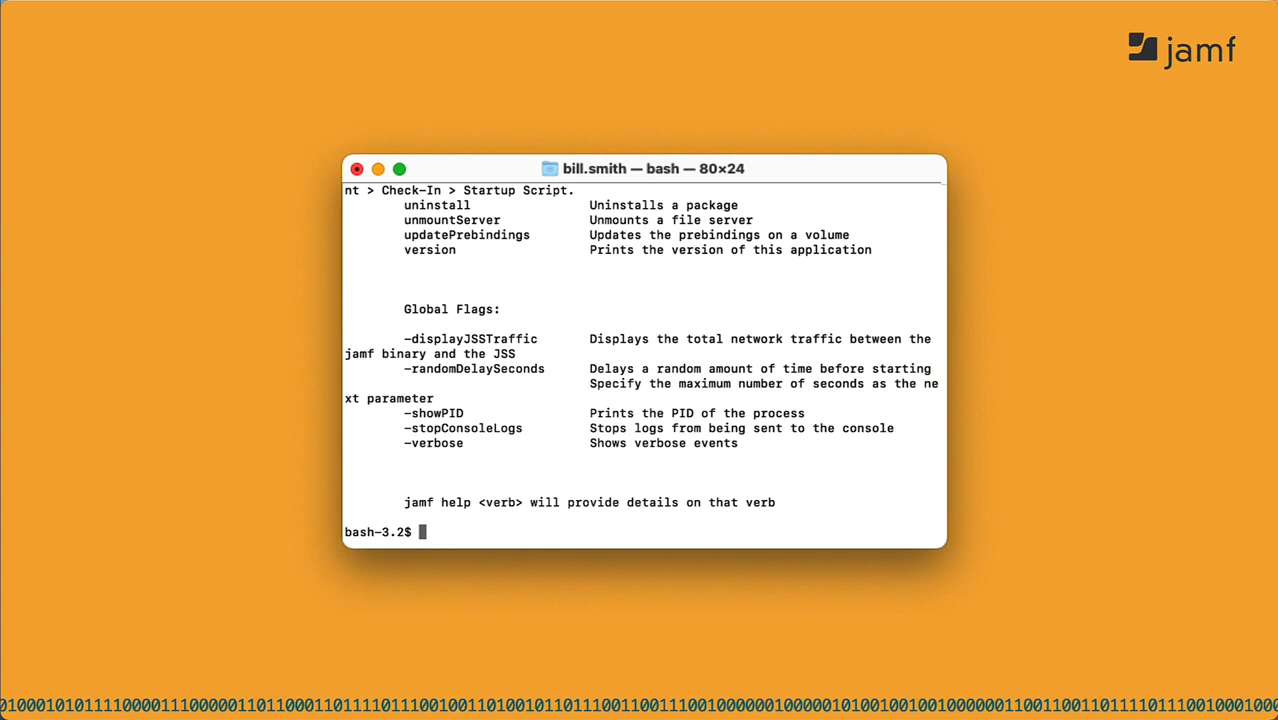 jamf
bill.smith — bash — 80×24
nt > Check-In > Startup Script.
uninstall Uninstalls a package
unmountServer Unmounts a file server
updatePrebindings Updates the prebindings on a volume
version Prints the version of this application
Global Flags:
-displayJSSTraffic Displays the total network traffic between the
jamf binary and the JSS
-randomDelaySeconds Delays a random amount of time before starting
Specify the maximum number of seconds as the ne
xt parameter
-showPID Prints the PID of the process
-stopConsoleLogs Stops logs from being sent to the console
-verbose Shows verbose events
jamf help <verb> will provide details on that verb
bash-3.2$